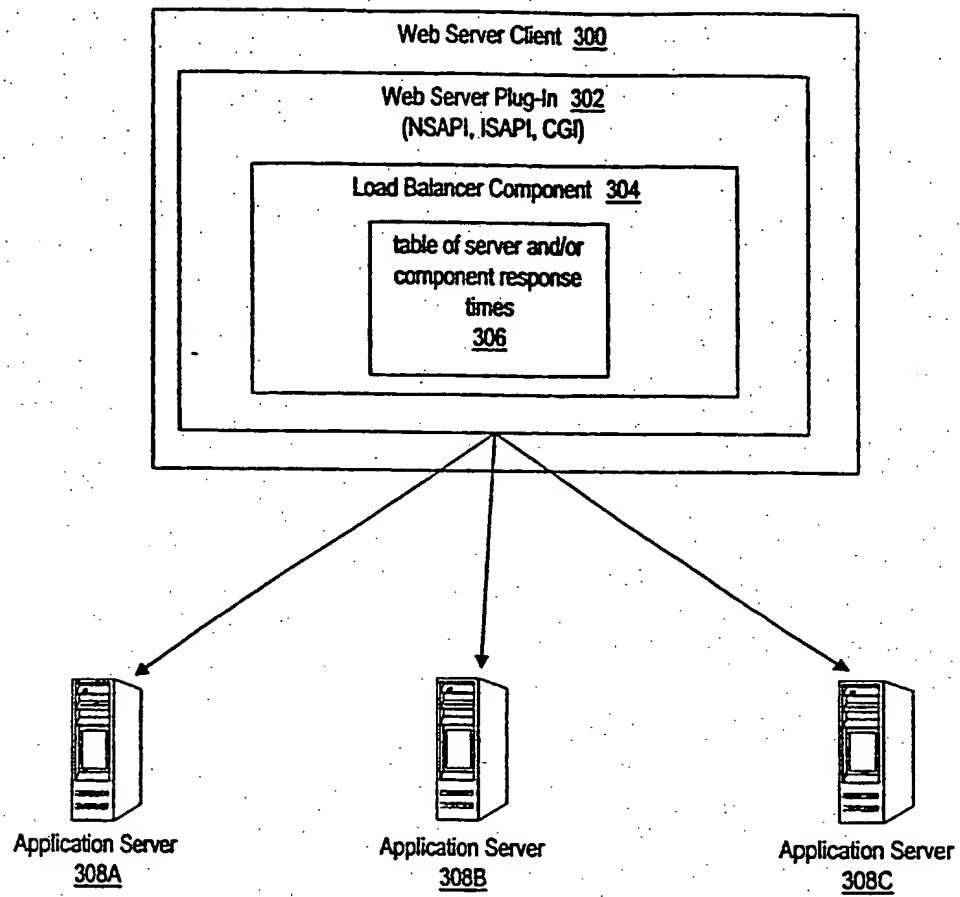 Web Server Client 300
Web Server Plug-In 302
(NSAPI, ISAPI, CGI)
Load Balancer Component 304
table of server and/or
component response
times
306
Application Server
308A
Application Server
308B
Application Server
308C